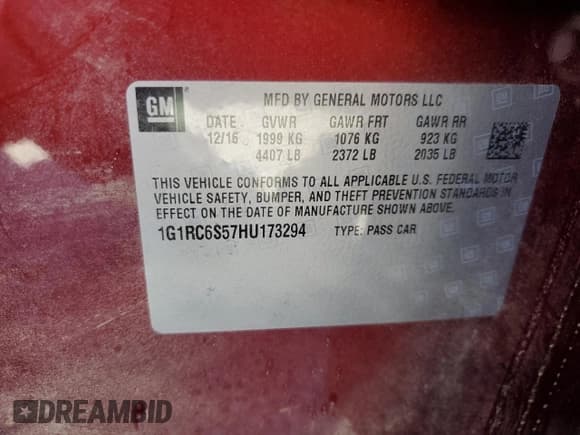 GM
MFD BY GENERAL MOTORS LLC
DATE GVWR GAWR FRT GAWR RR
12/16 1999 KG 1076 KG 923 KG
4407 LB 2372 LB 2035 LB
THIS VEHICLE CONFORMS TO ALL APPLICABLE U.S. FEDERAL MOTOR
VEHICLE SAFETY, BUMPER, AND THEFT PREVENTION STANDARDS IN
EFFECT ON THE DATE OF MANUFACTURE SHOWN ABOVE.
1G1RC6S57HU173294 TYPE: PASS CAR
DREAMBID